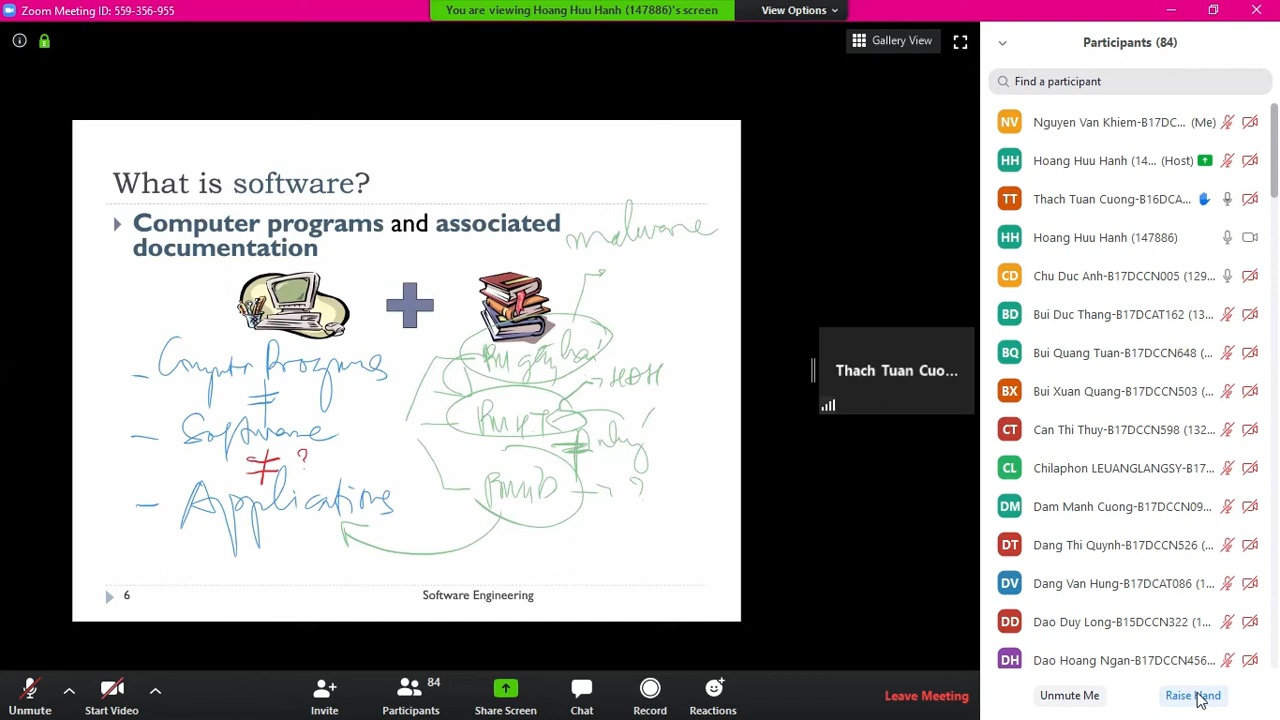 Zoom Meeting ID: 559-356-955
You are viewing Hoang Huu Hanh (147886)'s screen
View Options
Gallery View
What is software?
Computer programs and associated documentation
malware
Computer Programs
=
Software
≠ ?
Applications
PM gây hại
PMHT
HĐH
PMUD
?
6
Software Engineering
Thach Tuan Cuo...
Participants (84)
Find a participant
NV Nguyen Van Khiem-B17DC... (Me)
HH Hoang Huu Hanh (14... (Host)
TT Thach Tuan Cuong-B16DCA...
HH Hoang Huu Hanh (147886)
CD Chu Duc Anh-B17DCCN005 (129...
BD Bui Duc Thang-B17DCAT162 (13...
BQ Bui Quang Tuan-B17DCCN648 (...
BX Bui Xuan Quang-B17DCCN503 (...
CT Can Thi Thuy-B17DCCN598 (132...
CL Chilaphon LEUANGLANGSY-B17...
DM Dam Manh Cuong-B17DCCN09...
DT Dang Thi Quynh-B17DCCN526 (...
DV Dang Van Hung-B17DCAT086 (1...
DD Dao Duy Long-B15DCCN322 (1...
DH Dao Hoang Ngan-B17DCCN456...
Unmute Me
Raise Hand
Unmute
Start Video
Invite
84
Participants
Share Screen
Chat
Record
Reactions
Leave Meeting